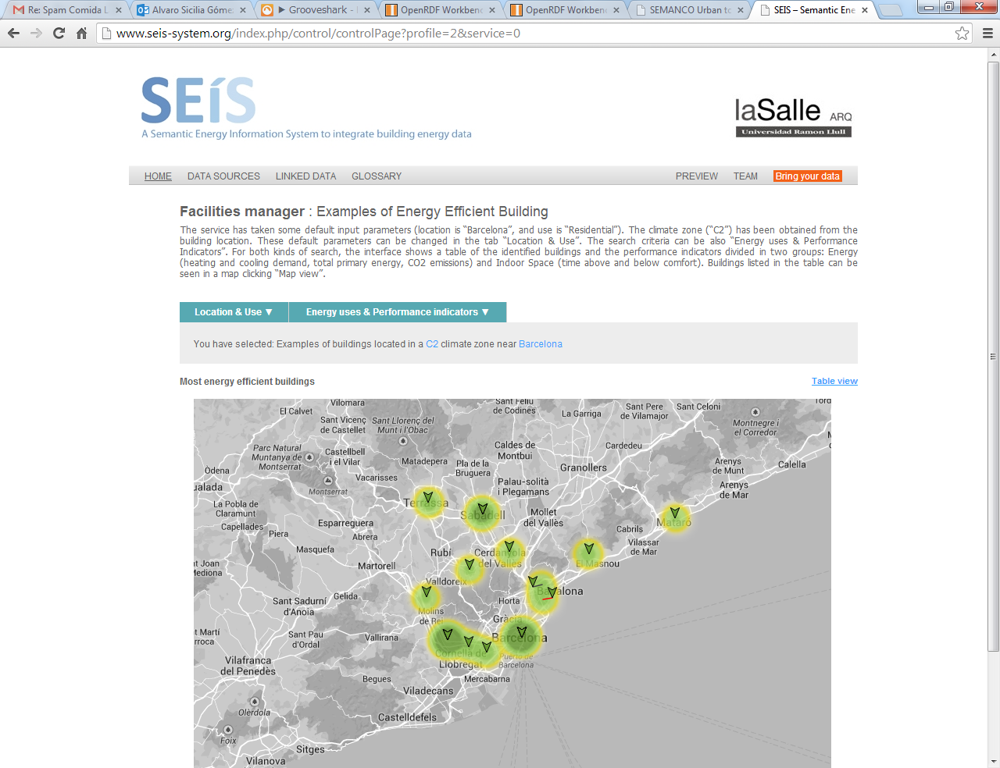 Re: Spam Comida L
Alvaro Sicilia Góme
Grooveshark -
OpenRDF Workben
OpenRDF Workben
SEMANCO Urban to
SEIS – Semantic Ene
www.seis-system.org/index.php/control/controlPage?profile=2&service=0
SEíS
A Semantic Energy Information System to integrate building energy data
laSalle ARQ
Universidad Ramon Llull
HOME DATA SOURCES LINKED DATA GLOSSARY PREVIEW TEAM Bring your data
Facilities manager : Examples of Energy Efficient Building
The service has taken some default input parameters (location is “Barcelona”, and use is “Residential”). The climate zone (“C2”) has been obtained from the
building location. These default parameters can be changed in the tab “Location & Use”. The search criteria can be also “Energy uses & Performance
Indicators”. For both kinds of search, the interface shows a table of the identified buildings and the performance indicators divided in two groups: Energy
(heating and cooling demand, total primary energy, CO2 emissions) and Indoor Space (time above and below comfort). Buildings listed in the table can be
seen in a map clicking “Map view”.
Location & Use ▼ Energy uses & Performance indicators ▼
You have selected: Examples of buildings located in a C2 climate zone near Barcelona
Most energy efficient buildings
Table view
El Calvet
Vilomara
Sant Feliu
de Codines
La Garriga
Sant Pere
de Vilamajor
Sant Celoni
Tord
Sant Vicenç
de Castellet
Sant Llorenç del
Munt i l'Obac
Montnegre i
el Corredor
Parc Natural
Muntanya de
Montserrat
Castellbell
i el Vilar
Matadepera
Pla de la
Bruguera
Caldes de
Montbui
Cardedeu
Granollers
Arenys
de Munt
Calella
Òdena
ualada
Vacarisses
Montserrat
Palau-solità
i Plegamans
Arenys
de Mar
La Pobla de
Claramunt
Capellades
Terrassa
Sabadell
Mollet
del Vallès
Mataró
Esparreguera
Piera
Abrera
Cabrils
Masquefa
Rubí
Cerdanyola
del Vallès
Vilassar
de Mar
nt Joan
Mediona
Martorell
El Masnou
Valldoreix
Gelida
Badalona
Sant Sadurní
d'Anoia
Horta
Molins
de Rei
Gràcia
nt Martí
rroca
Sant Pau
d'Ordal
Vallirana
Barcelona
Cornellà de
Llobregat
Puerto de
Barcelona
Vilafranca
del Penedès
Begues
Mercabarna
Viladecans
Olèrdola
Castelldefels
Foix
Sitges
Vilanova